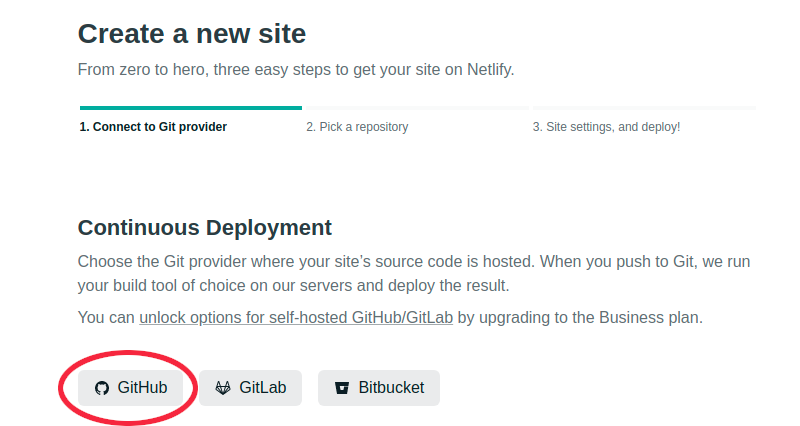 Create a new site
From zero to hero, three easy steps to get your site on Netlify.
1. Connect to Git provider
2. Pick a repository
3. Site settings, and deploy!
Continuous Deployment
Choose the Git provider where your site’s source code is hosted. When you push to Git, we run
your build tool of choice on our servers and deploy the result.
You can unlock options for self-hosted GitHub/GitLab by upgrading to the Business plan.
GitHub
GitLab
Bitbucket